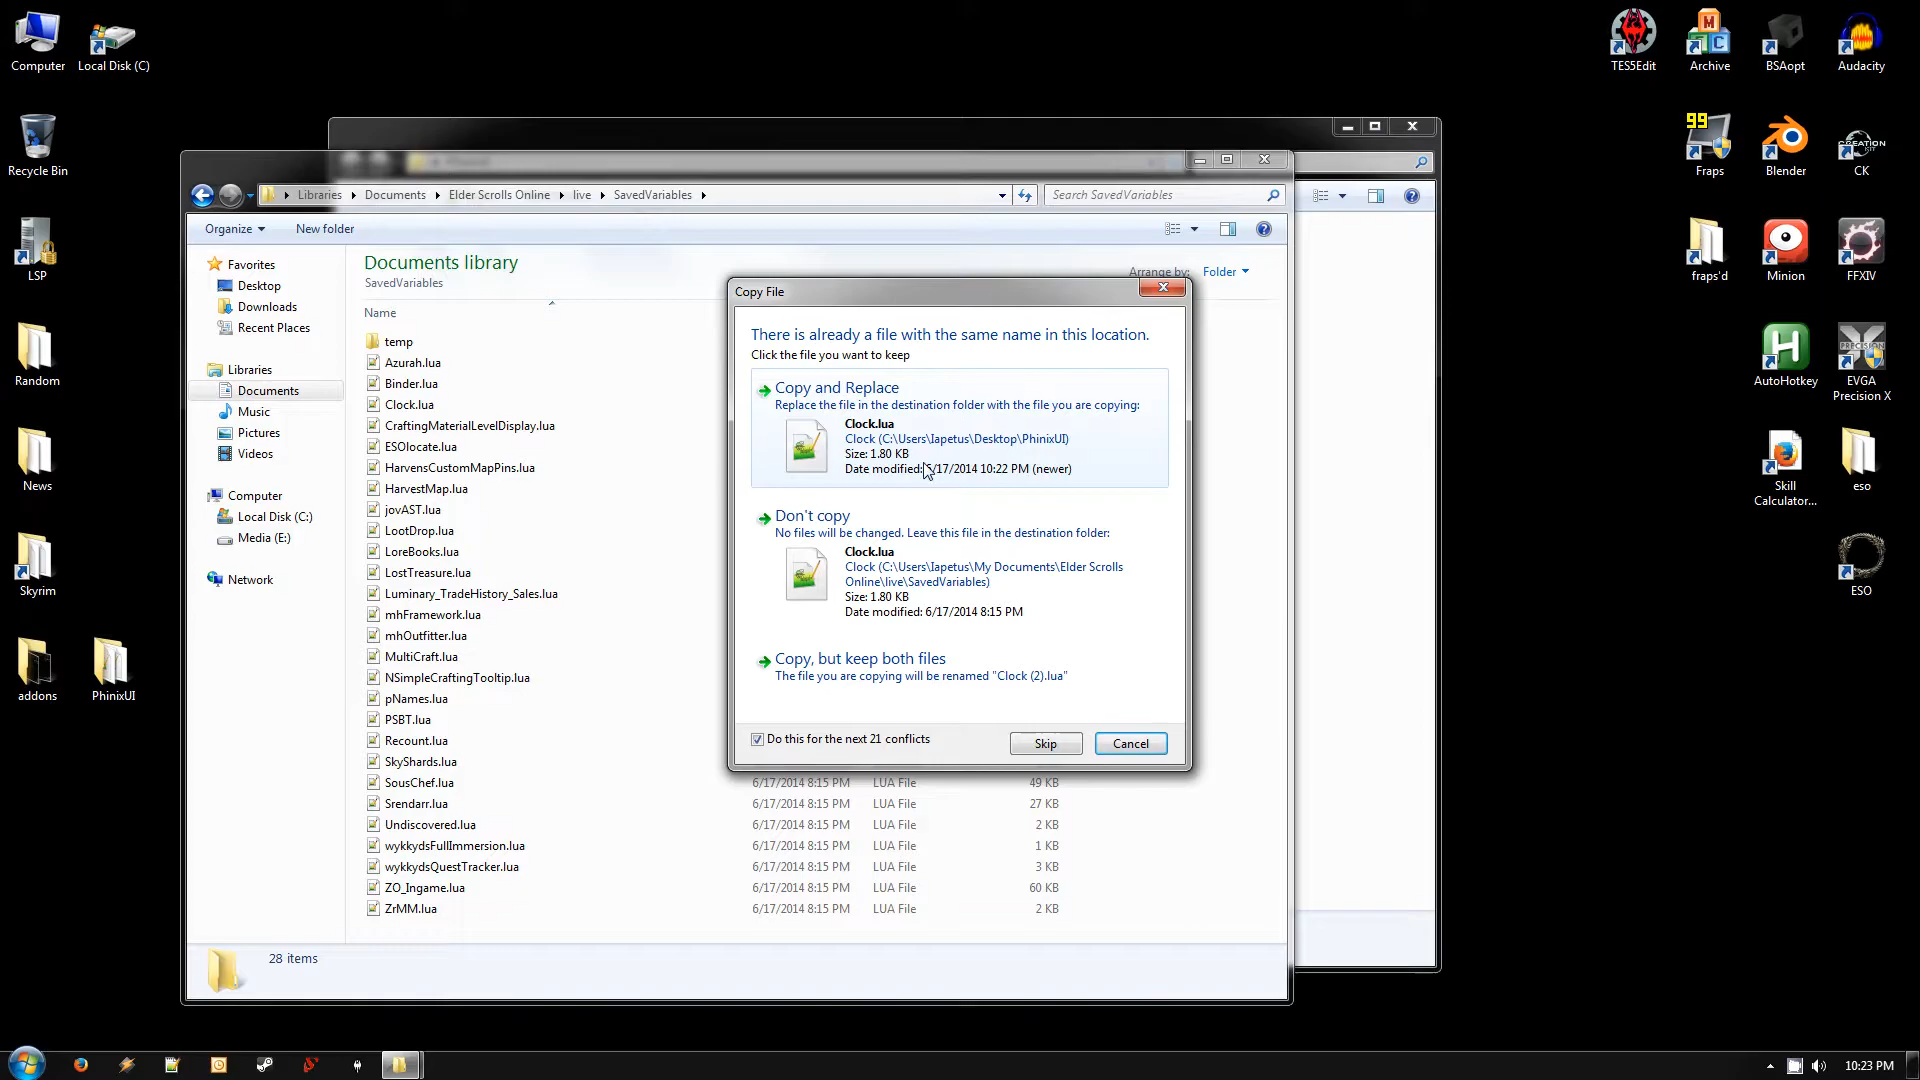 Computer
Local Disk (C)
Recycle Bin
LSP
Random
News
Skyrim
addons
PhinixUI
TES5Edit
Archive
BSAopt
Audacity
99
Fraps
Blender
CREATION KIT
CK
fraps'd
Minion
FFXIV
AutoHotkey
PRECISION
EVGA
Precision X
Skill
Calculator...
eso
ESO
Libraries
Documents
Elder Scrolls Online
live
SavedVariables
Search SavedVariables
Organize
New folder
Favorites
Desktop
Downloads
Recent Places
Libraries
Documents
Music
Pictures
Videos
Computer
Local Disk (C:)
Media (E:)
Network
Documents library
SavedVariables
Arrange by: Folder
Name
temp
Azurah.lua
Binder.lua
Clock.lua
CraftingMaterialLevelDisplay.lua
ESOlocate.lua
HarvensCustomMapPins.lua
HarvestMap.lua
jovAST.lua
LootDrop.lua
LoreBooks.lua
LostTreasure.lua
Luminary_TradeHistory_Sales.lua
mhFramework.lua
mhOutfitter.lua
MultiCraft.lua
NSimpleCraftingTooltip.lua
pNames.lua
PSBT.lua
Recount.lua
SkyShards.lua
SousChef.lua 6/17/2014 8:15 PM LUA File 49 KB
Srendarr.lua 6/17/2014 8:15 PM LUA File 27 KB
Undiscovered.lua 6/17/2014 8:15 PM LUA File 2 KB
wykkydsFullImmersion.lua 6/17/2014 8:15 PM LUA File 1 KB
wykkydsQuestTracker.lua 6/17/2014 8:15 PM LUA File 3 KB
ZO_Ingame.lua 6/17/2014 8:15 PM LUA File 60 KB
ZrMM.lua 6/17/2014 8:15 PM LUA File 2 KB
28 items
Copy File
There is already a file with the same name in this location.
Click the file you want to keep
Copy and Replace
Replace the file in the destination folder with the file you are copying:
Clock.lua
Clock (C:\Users\Iapetus\Desktop\PhinixUI)
Size: 1.80 KB
Date modified: /17/2014 10:22 PM (newer)
Don't copy
No files will be changed. Leave this file in the destination folder:
Clock.lua
Clock (C:\Users\Iapetus\My Documents\Elder Scrolls
Online\live\SavedVariables)
Size: 1.80 KB
Date modified: 6/17/2014 8:15 PM
Copy, but keep both files
The file you are copying will be renamed "Clock (2).lua"
Do this for the next 21 conflicts
Skip
Cancel
10:23 PM